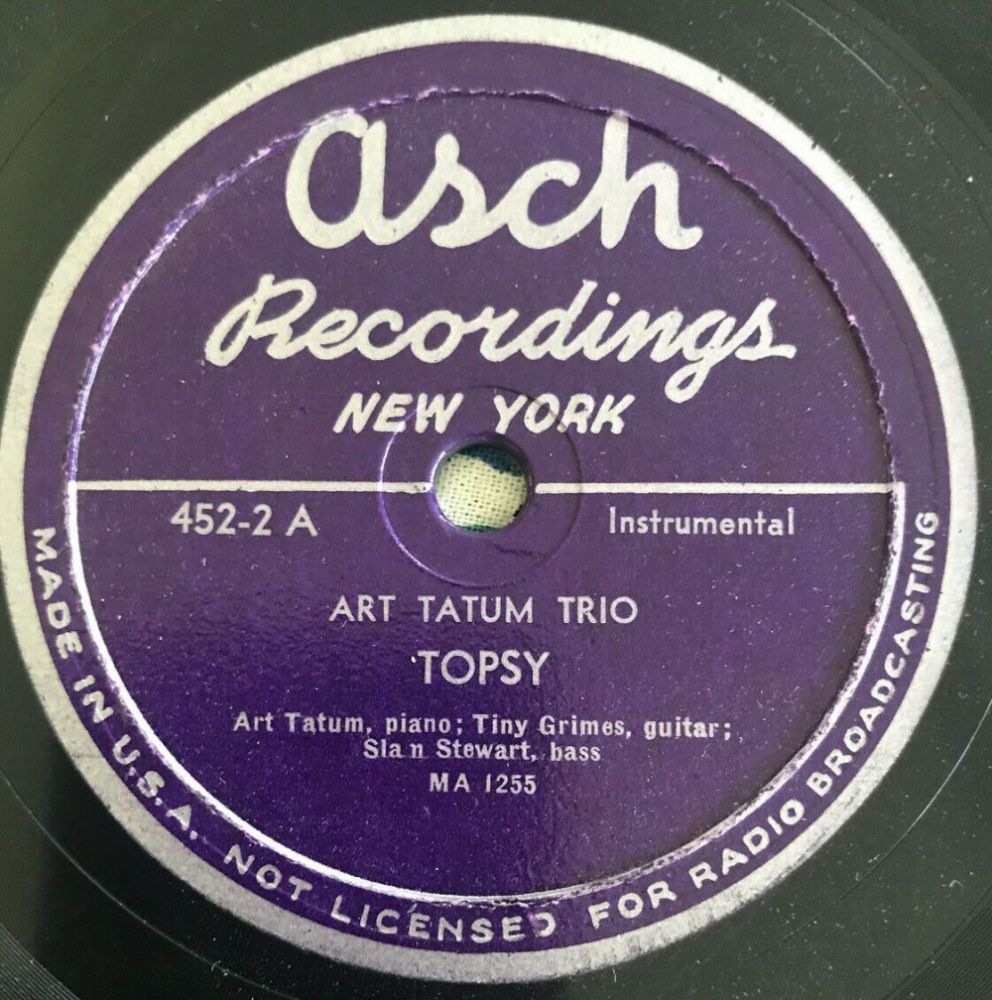 asch
Recordings
NEW YORK
452-2 A
Instrumental
ART TATUM TRIO
TOPSY
Art Tatum, piano; Tiny Grimes, guitar;
Sla n Stewart, bass
MA 1255
MADE IN U.S.A. NOT LICENSED FOR RADIO BROADCASTING